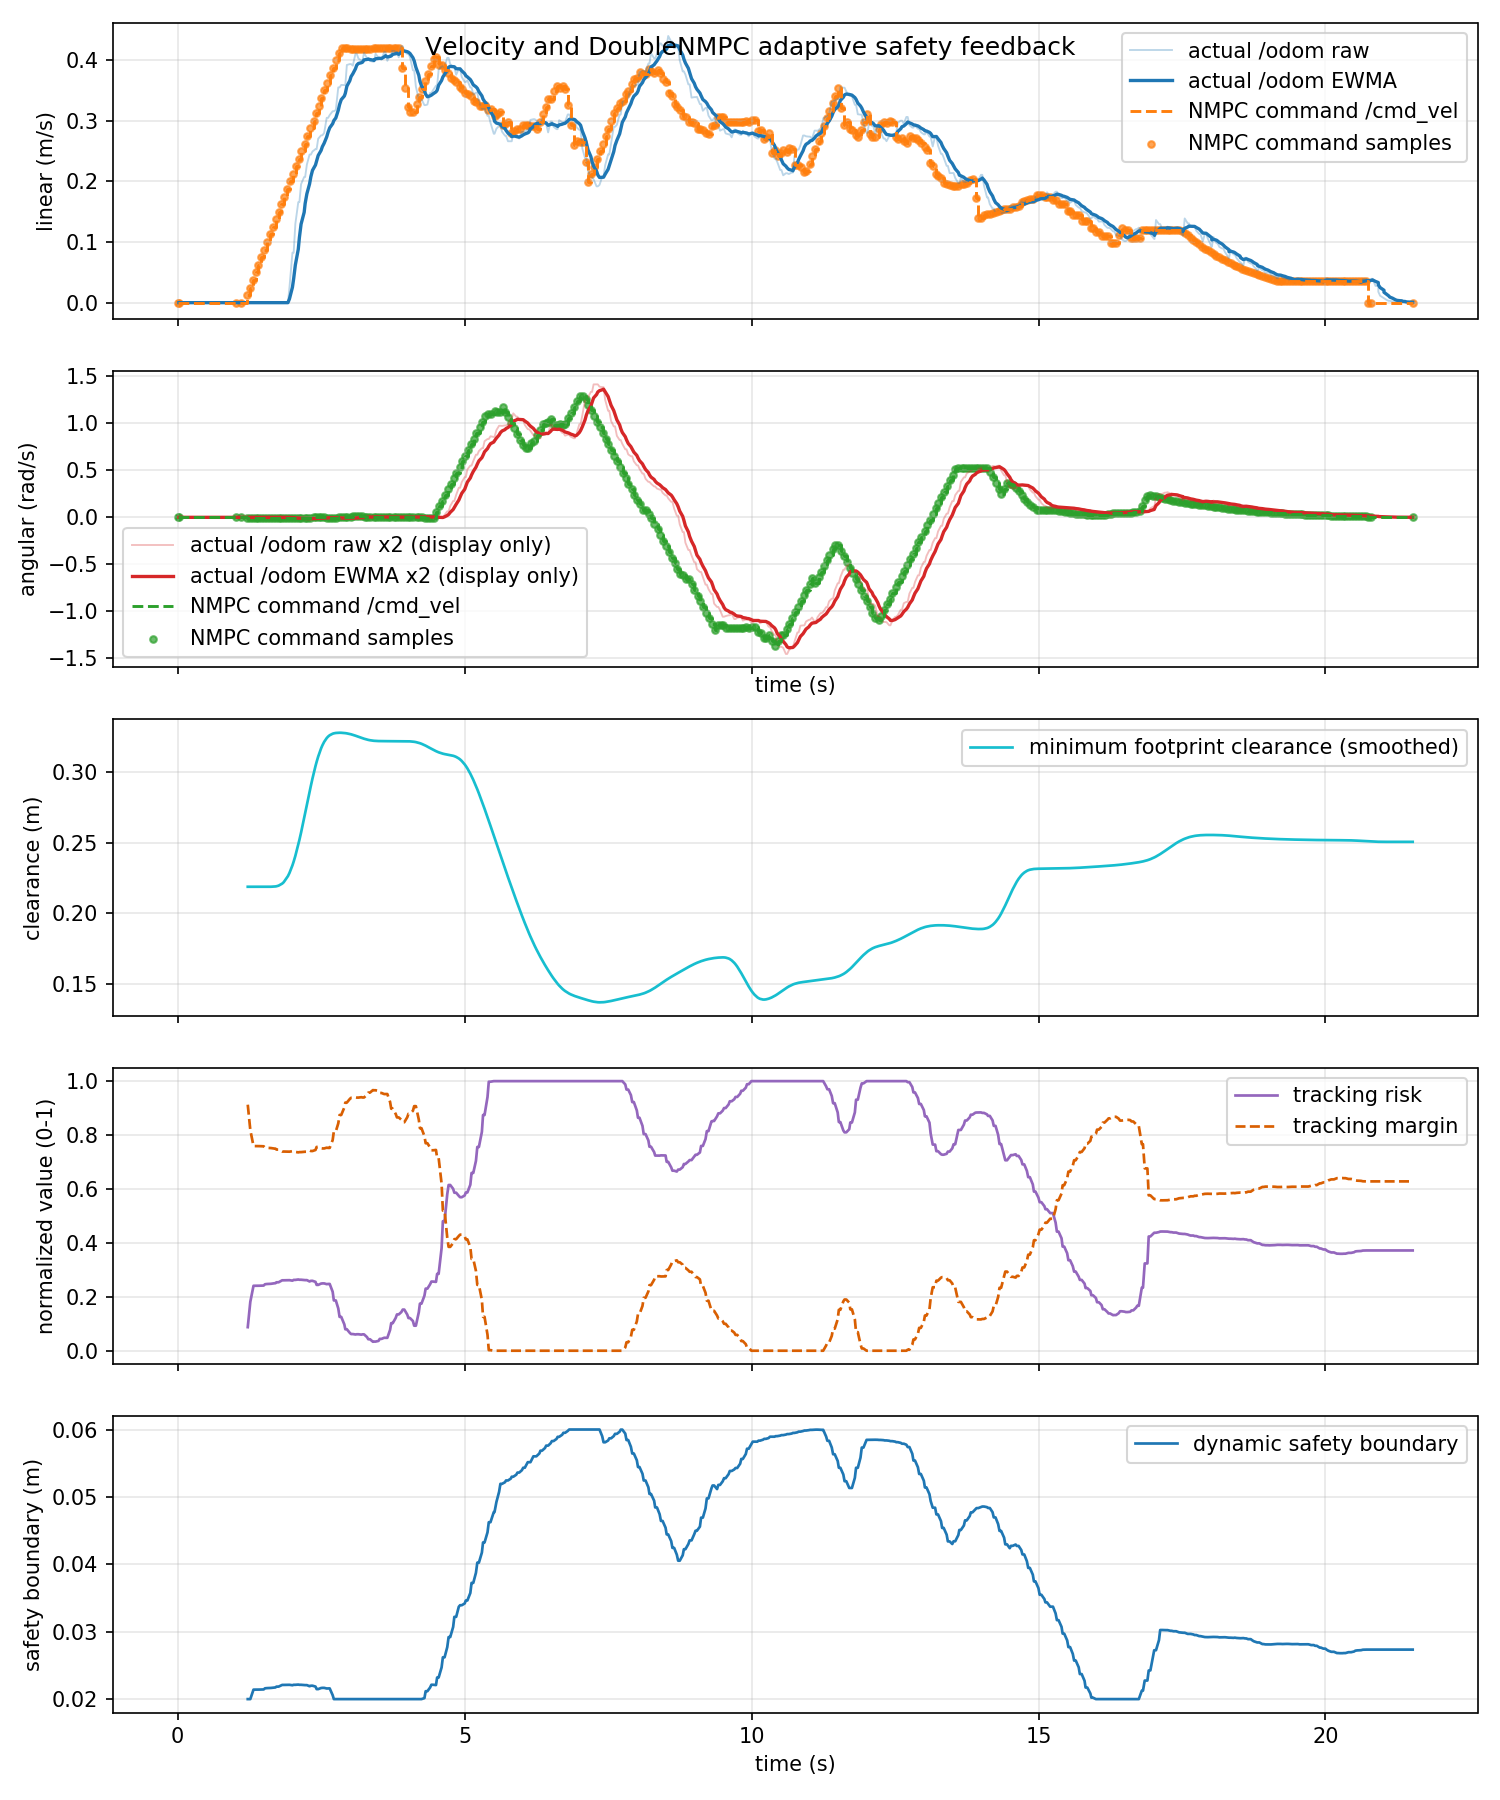 Velocity and DoubleNMPC adaptive safety feedback
linear (m/s)
0.4
0.3
0.2
0.1
0.0
actual /odom raw
actual /odom EWMA
NMPC command /cmd_vel
NMPC command samples
angular (rad/s)
1.5
1.0
0.5
0.0
−0.5
−1.0
−1.5
actual /odom raw x2 (display only)
actual /odom EWMA x2 (display only)
NMPC command /cmd_vel
NMPC command samples
time (s)
clearance (m)
0.30
0.25
0.20
0.15
minimum footprint clearance (smoothed)
normalized value (0-1)
1.0
0.8
0.6
0.4
0.2
0.0
tracking risk
tracking margin
safety boundary (m)
0.06
0.05
0.04
0.03
0.02
dynamic safety boundary
0 5 10 15 20
time (s)